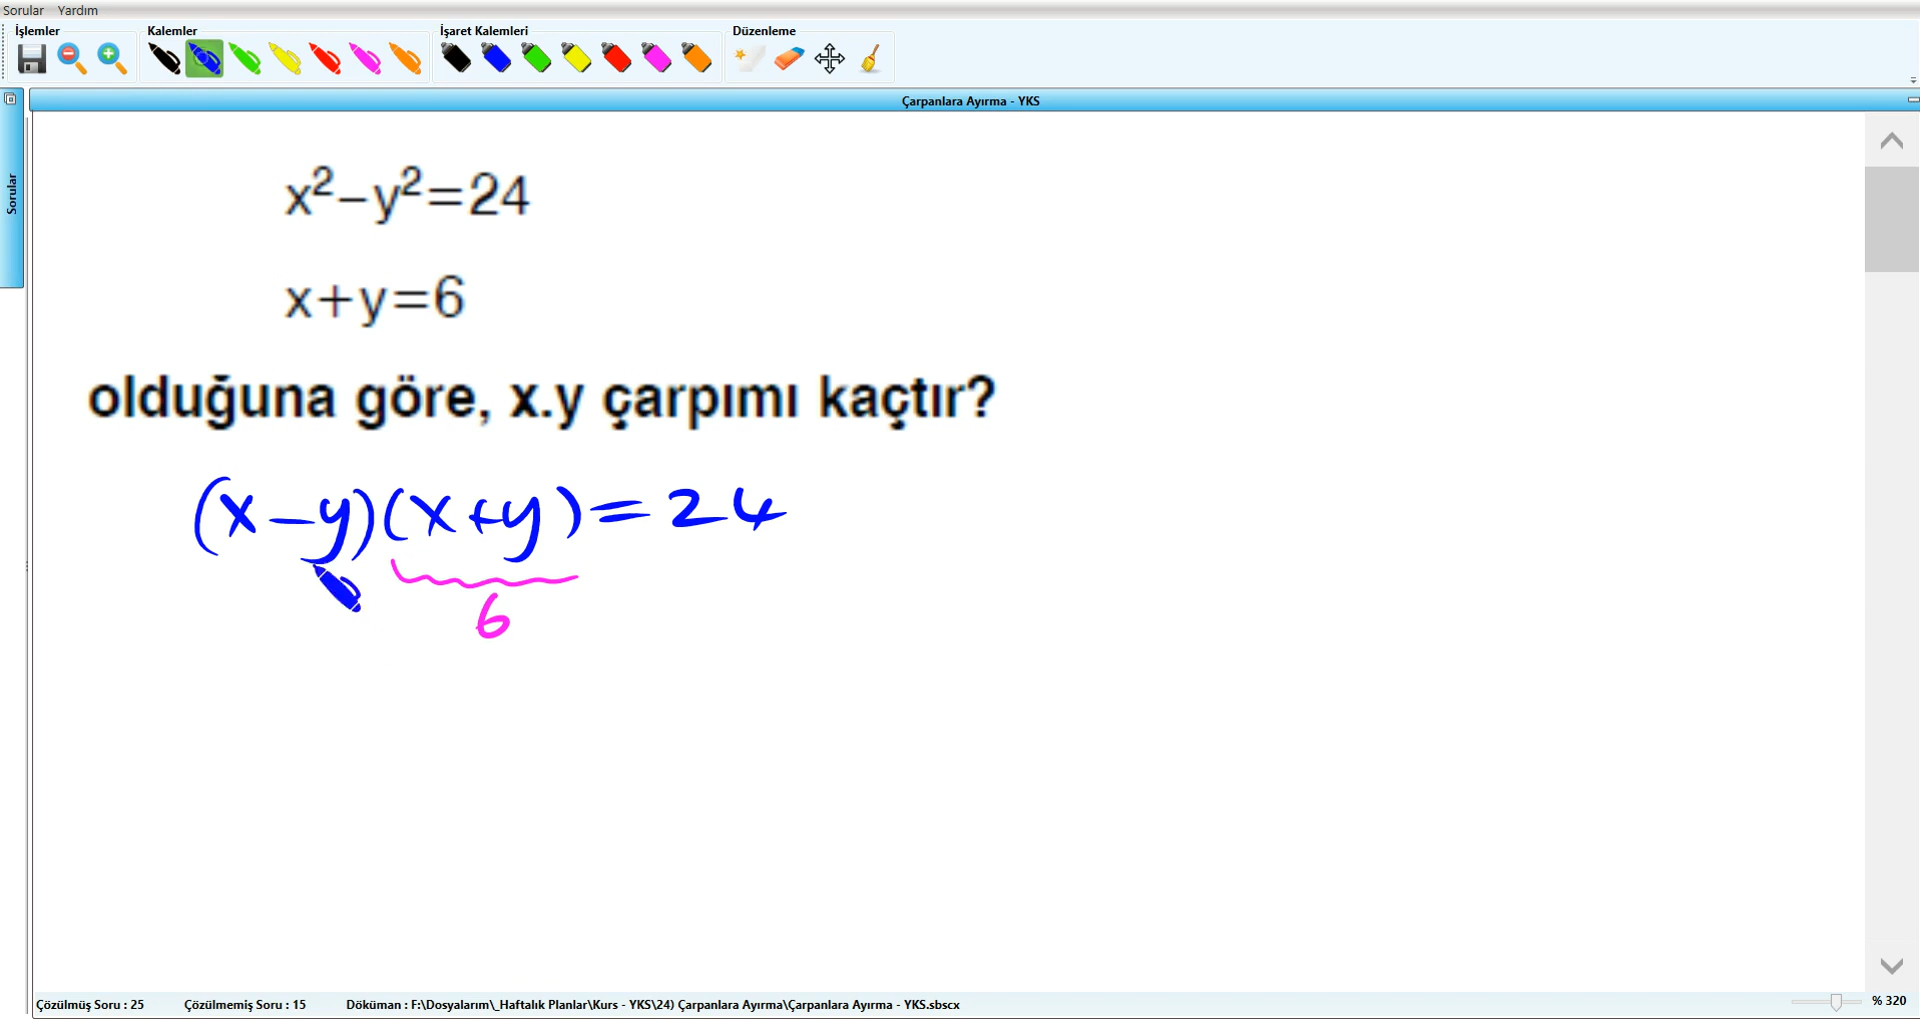 Sorular Yardım
İşlemler Kalemler İşaret Kalemleri Düzenleme
Çarpanlara Ayırma - YKS
Sorular
x²−y²=24
x+y=6
olduğuna göre, x.y çarpımı kaçtır?
(x-y)(x+y)=24
6
Çözülmüş Soru : 25 Çözülmemiş Soru : 15 Döküman : F:\Dosyalarım\_Haftalık Planlar\Kurs - YKS\24) Çarpanlara Ayırma\Çarpanlara Ayırma - YKS.sbscx % 320